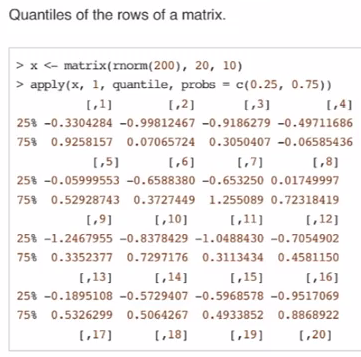 Quantiles of the rows of a matrix.
> x <- matrix(rnorm(200), 20, 10)
> apply(x, 1, quantile, probs = c(0.25, 0.75))
[,1] [,2] [,3] [,4]
25% -0.3304284 -0.99812467 -0.9186279 -0.49711686
75% 0.9258157 0.07065724 0.3050407 -0.06585436
[,5] [,6] [,7] [,8]
25% -0.05999553 -0.6588380 -0.653250 0.01749997
75% 0.52928743 0.3727449 1.255089 0.72318419
[,9] [,10] [,11] [,12]
25% -1.2467955 -0.8378429 -1.0488430 -0.7054902
75% 0.3352377 0.7297176 0.3113434 0.4581150
[,13] [,14] [,15] [,16]
25% -0.1895108 -0.5729407 -0.5968578 -0.9517069
75% 0.5326299 0.5064267 0.4933852 0.8868922
[,17] [,18] [,19] [,20]